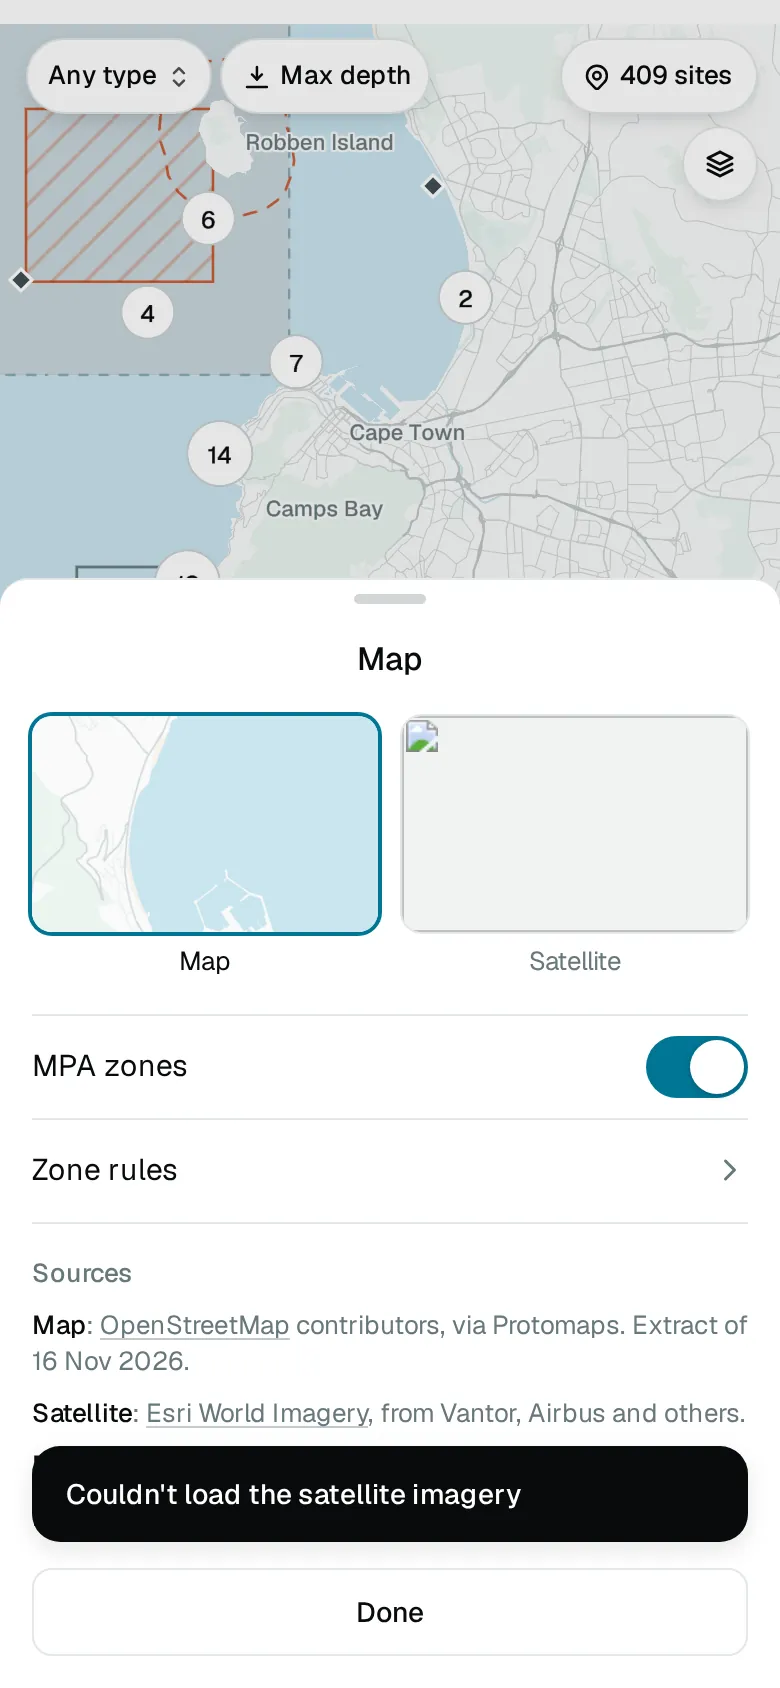 Any type
Max depth
409 sites
Robben Island
6
2
4
7
Cape Town
14
Camps Bay
Map
Map
Satellite
MPA zones
Zone rules
Sources
Map: OpenStreetMap contributors, via Protomaps. Extract of
16 Nov 2026.
Satellite: Esri World Imagery, from Vantor, Airbus and others.
Couldn't load the satellite imagery
Done